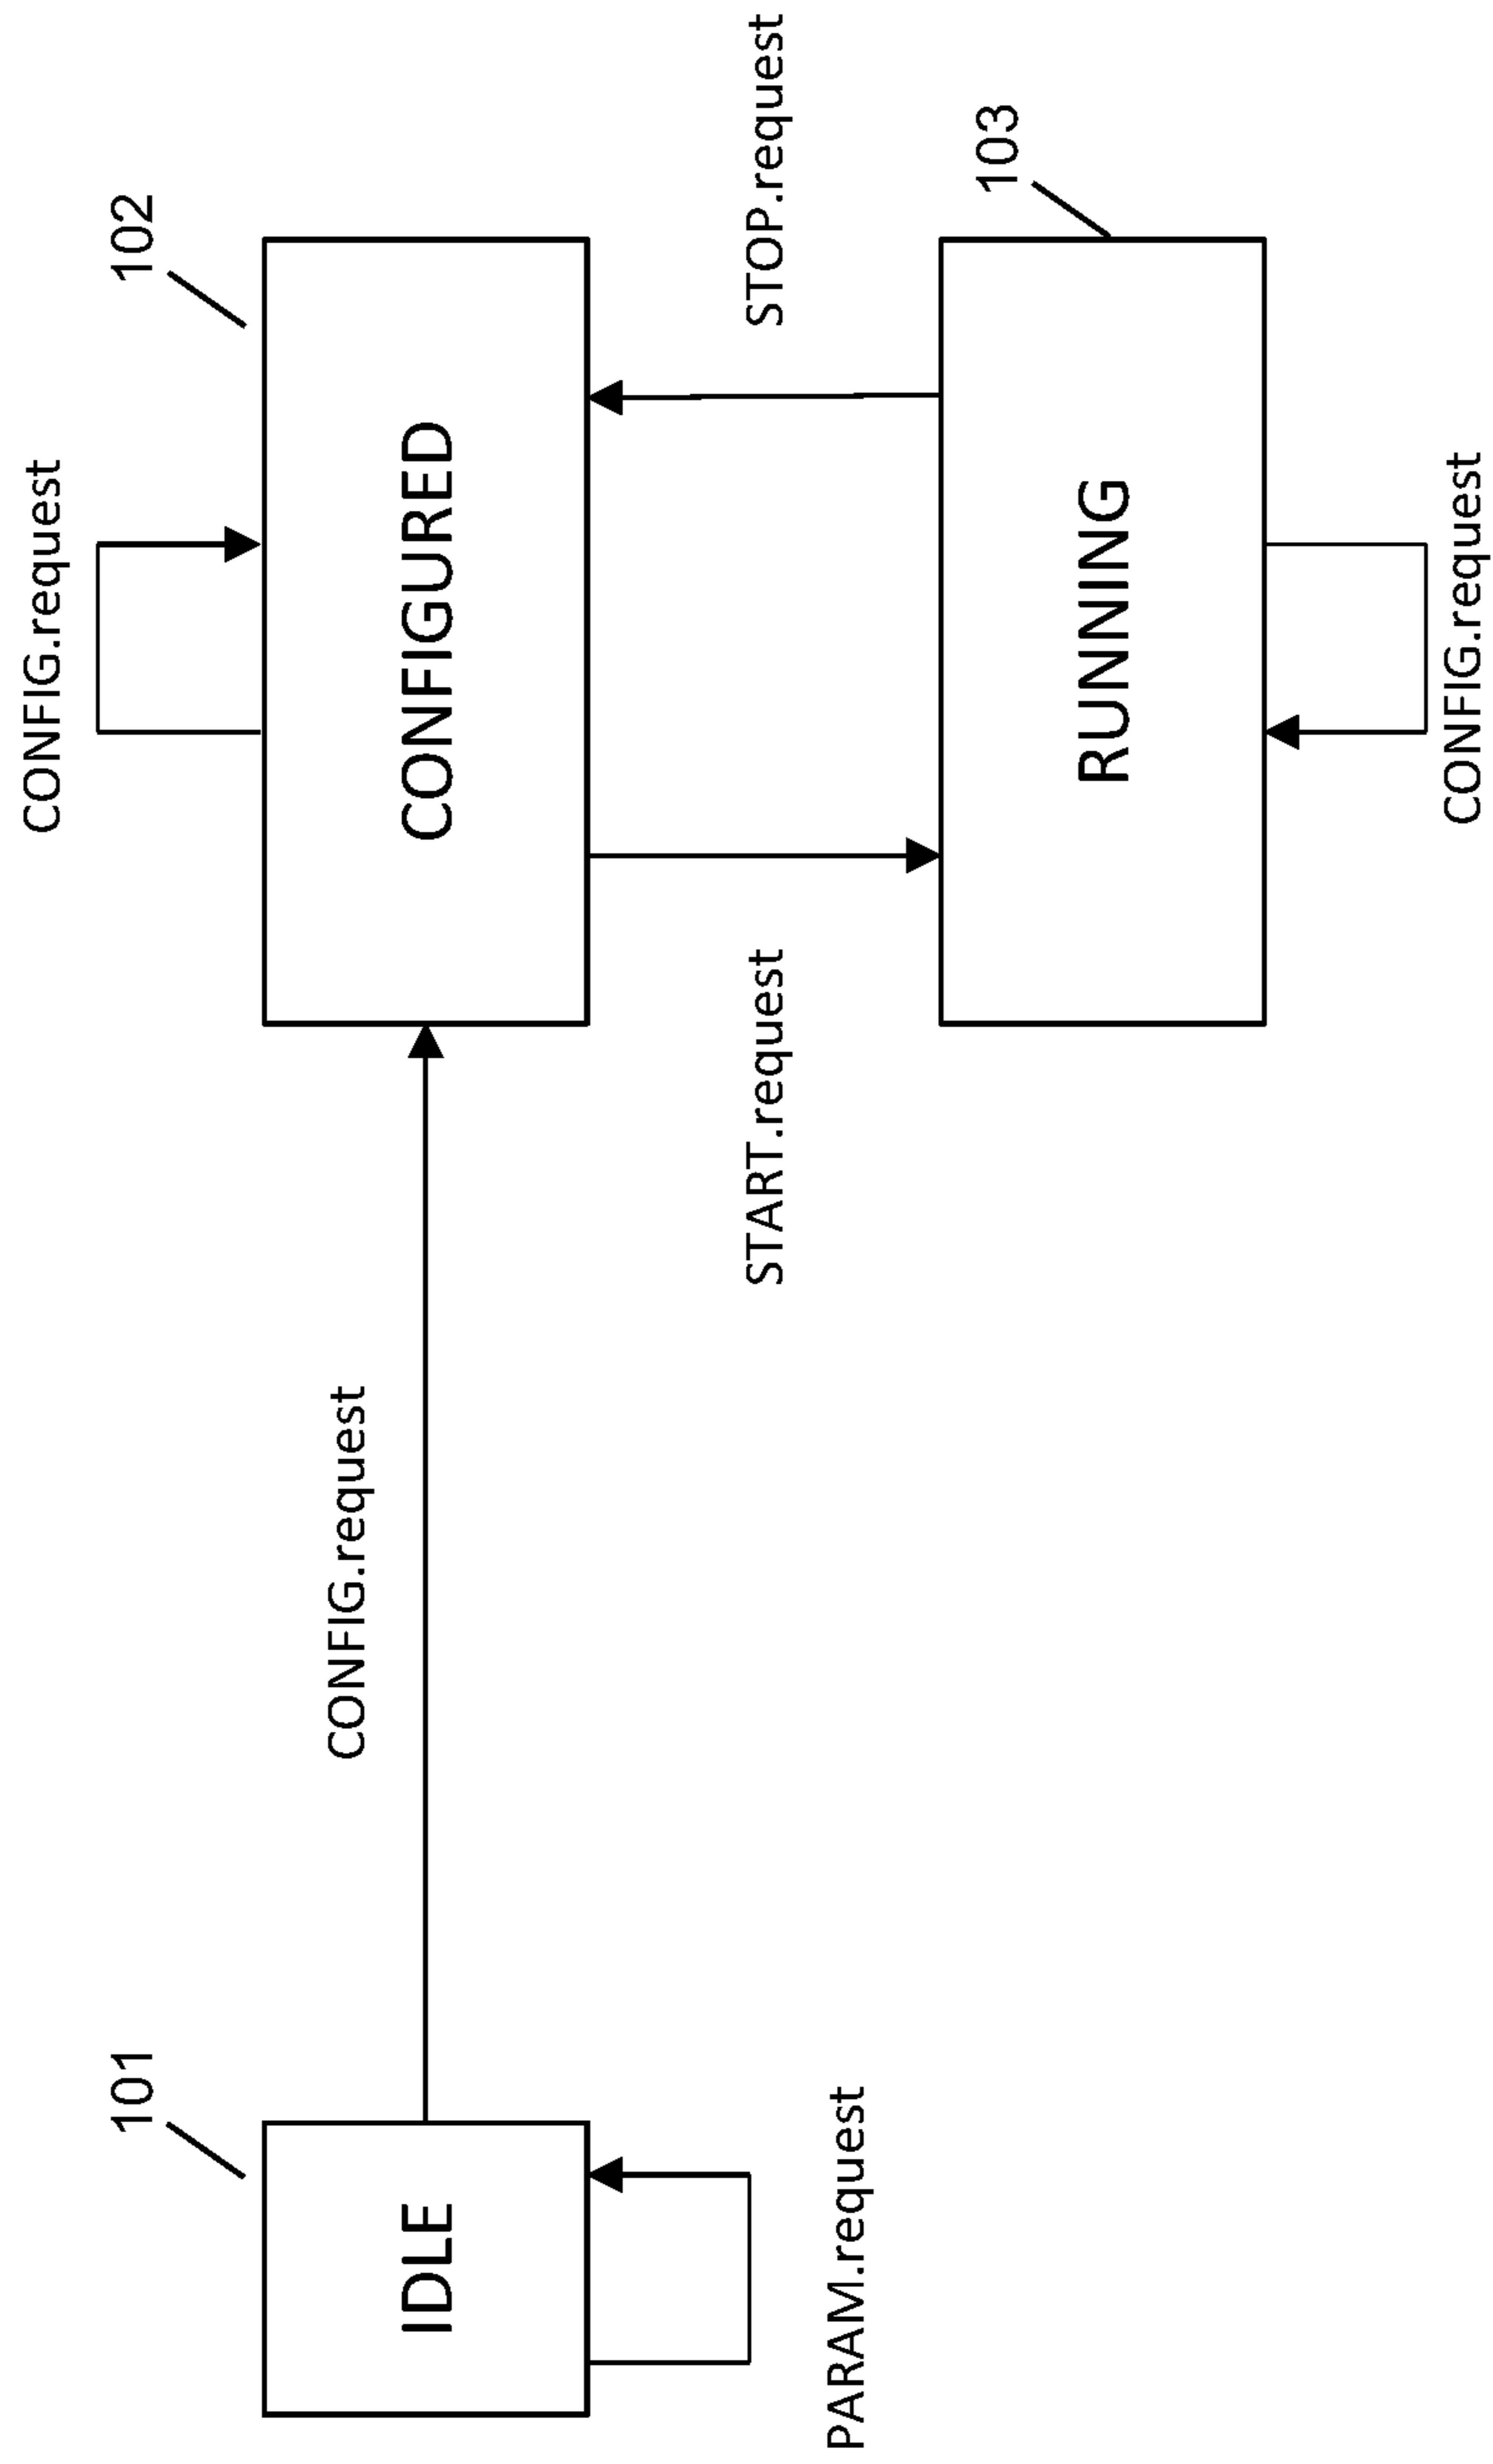 CONFIG.request
101
102
CONFIG.request
IDLE
CONFIGURED
PARAM.request
START.request
STOP.request
103
RUNNING
CONFIG.request